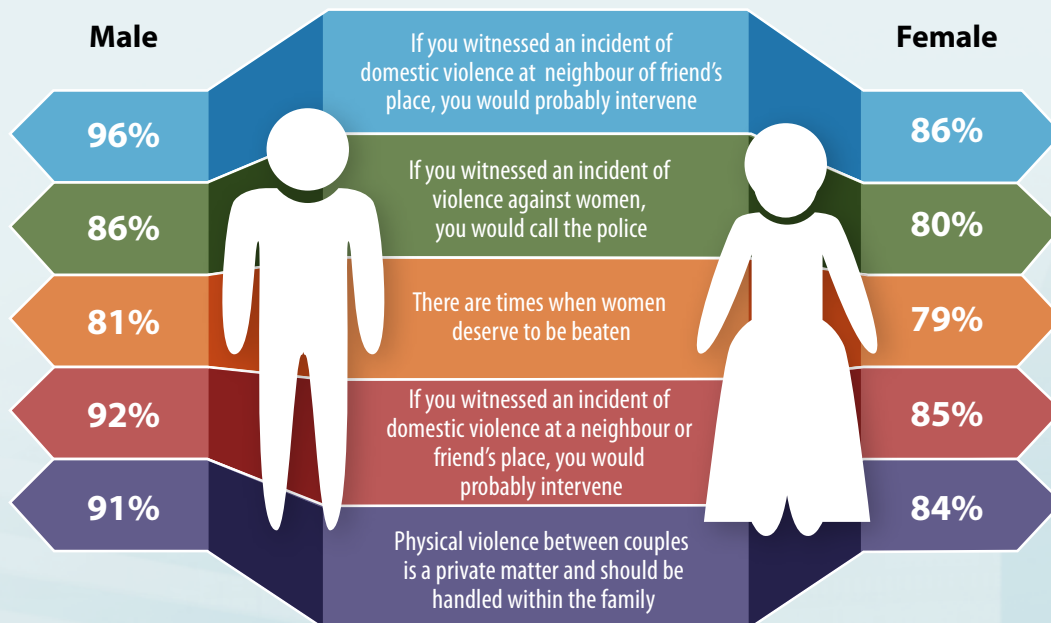 Male
Female
If you witnessed an incident of
domestic violence at neighbour of friend's
place, you would probably intervene
96%
86%
If you witnessed an incident of
violence against women,
you would call the police
86%
80%
There are times when women
deserve to be beaten
81%
79%
If you witnessed an incident of
domestic violence at a neighbour or
friend's place, you would
probably intervene
92%
85%
Physical violence between couples
is a private matter and should be
handled within the family
91%
84%